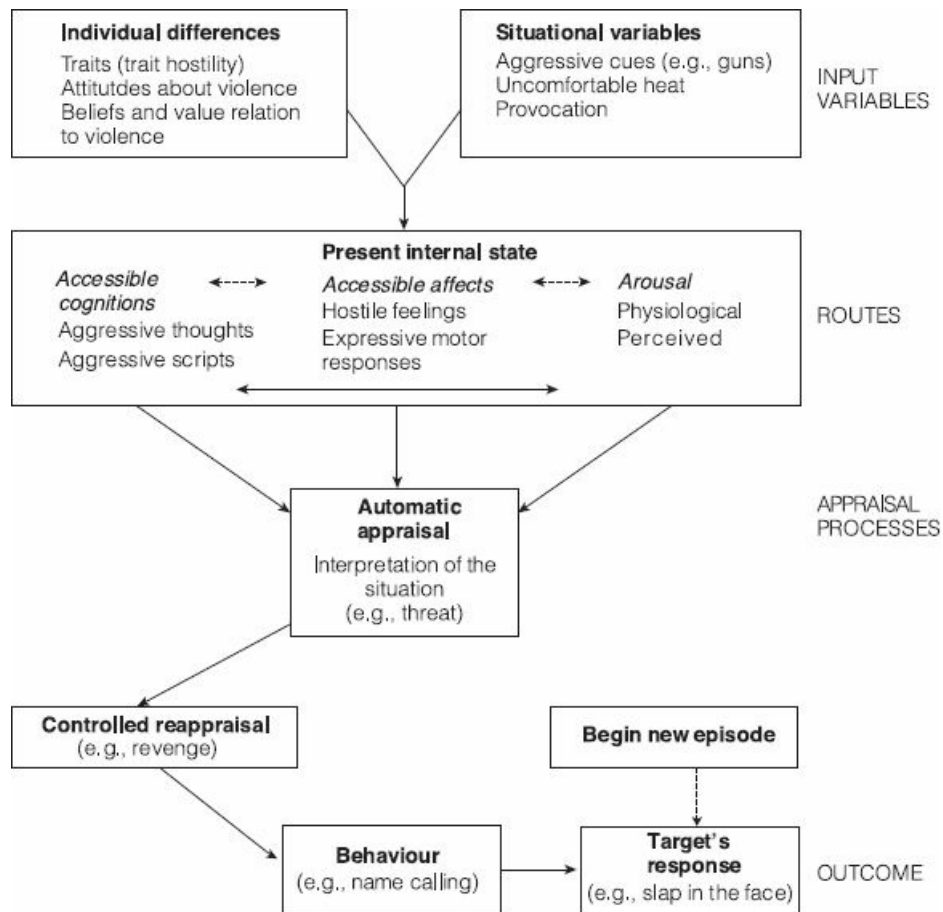 Individual differences
Traits (trait hostility)
Attitutdes about violence
Beliefs and value relation
to violence
Situational variables
Aggressive cues (e.g., guns)
Uncomfortable heat
Provocation
INPUT
VARIABLES
Present internal state
Accessible
cognitions
Aggressive thoughts
Aggressive scripts
Accessible affects
Hostile feelings
Expressive motor
responses
Arousal
Physiological
Perceived
ROUTES
Automatic
appraisal
Interpretation of the
situation
(e.g., threat)
APPRAISAL
PROCESSES
Controlled reappraisal
(e.g., revenge)
Begin new episode
Behaviour
(e.g., name calling)
Target's
response
(e.g., slap in the face)
OUTCOME